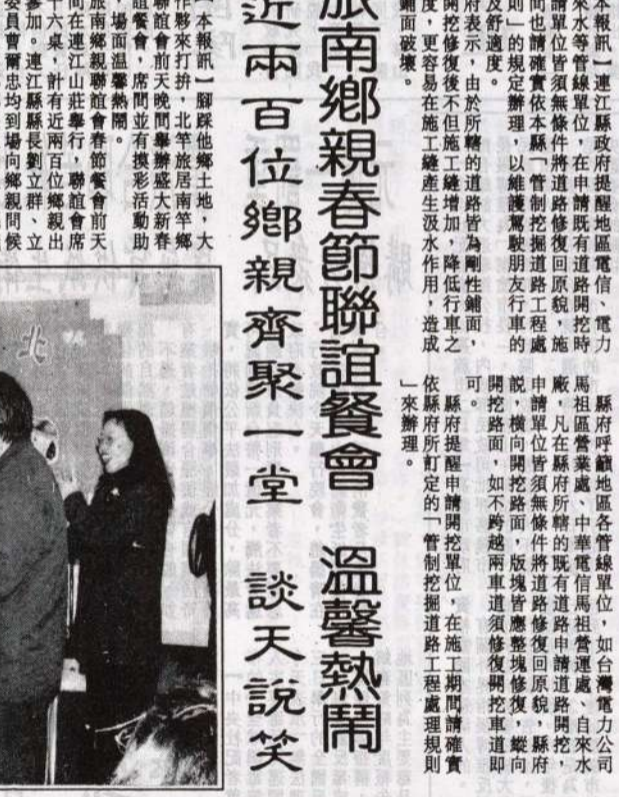 本報訊】連江縣政府提醒地區電信、電力
來水等管線單位，在申請既有道路開挖時
請單位皆須無條件將道路修復回原貌，施
間也請確實依本縣「管制挖掘道路工程處
則」的規定辦理，以維護駕駛朋友行車的
及舒適度。
府表示，由於所轄的道路皆為剛性鋪面，
開挖修復後不但施工縫增加，降低行車之
度，更容易在施工縫產生汲水作用，造成
鋪面破壞。
縣府呼籲地區各管線單位，如台灣電力公司
馬祖區營業處、中華電信馬祖營運處、自來水
廠，凡在縣府所轄的既有道路申請道路開挖，
申請單位皆須無條件將道路修復回原貌，縣府
說，橫向開挖路面，版塊皆應整塊修復，縱向
開挖路面，如不跨越兩車道須修復開挖車道即
可。
縣府提醒申請開挖單位，在施工期間請確實
依縣府所訂定的「管制挖掘道路工程處理規則
」來辦理。
旅南鄉親春節聯誼餐會 溫馨熱鬧
近兩百位鄉親齊聚一堂 談天說笑
本報訊】腳踩他鄉土地，大
作夥來打拚，北竿旅居南竿鄉
聯誼會前天晚間舉辦盛大新春
誼餐會，席間並有摸彩活動助
，場面溫馨熱鬧。
旅南鄉親聯誼會春節餐會前天
間在連江山莊舉行，聯誼會席
十六桌，計有近兩百位鄉親出
參加。連江縣縣長劉立群、立
委員曹爾忠均到場向鄉親問候
北